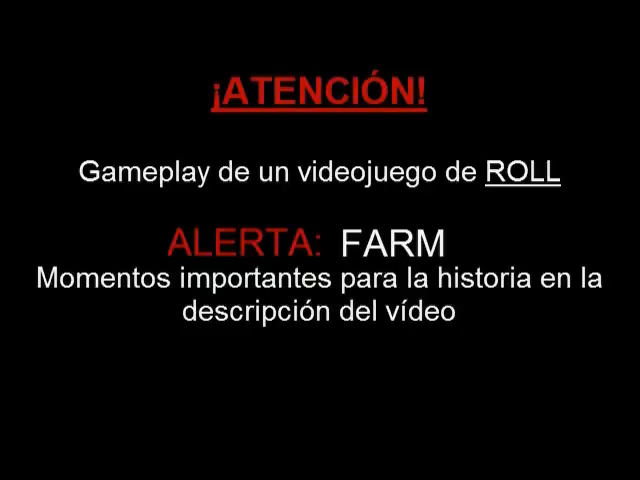 ¡ATENCIÓN!
Gameplay de un videojuego de ROLL
ALERTA: FARM
Momentos importantes para la historia en la
descripción del vídeo